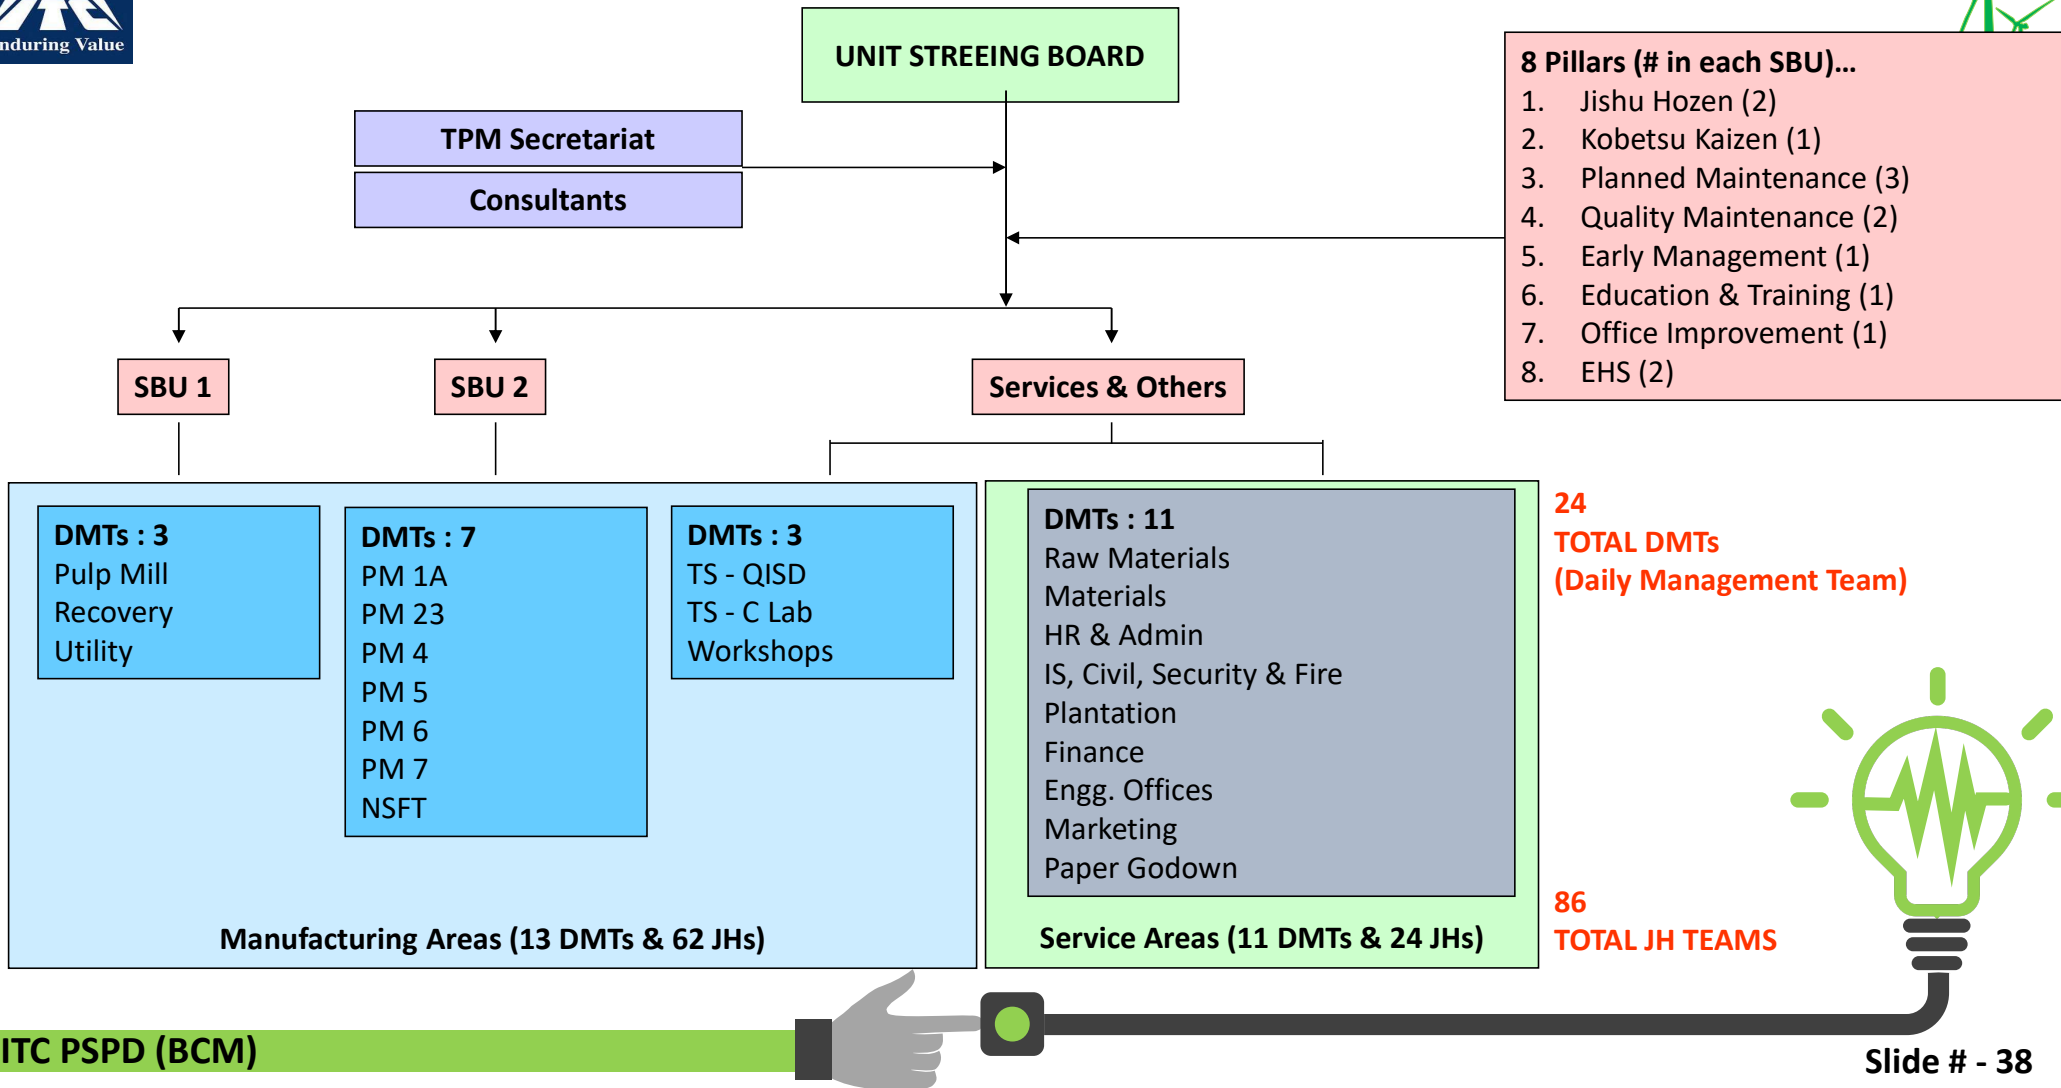 nduring Value
UNIT STREEING BOARD
TPM Secretariat
Consultants
8 Pillars (# in each SBU)...
1. Jishu Hozen (2)
2. Kobetsu Kaizen (1)
3. Planned Maintenance (3)
4. Quality Maintenance (2)
5. Early Management (1)
6. Education & Training (1)
7. Office Improvement (1)
8. EHS (2)
SBU 1
SBU 2
Services & Others
DMTs : 3
Pulp Mill
Recovery
Utility
DMTs : 7
PM 1A
PM 23
PM 4
PM 5
PM 6
PM 7
NSFT
DMTs : 3
TS - QISD
TS - C Lab
Workshops
Manufacturing Areas (13 DMTs & 62 JHs)
DMTs : 11
Raw Materials
Materials
HR & Admin
IS, Civil, Security & Fire
Plantation
Finance
Engg. Offices
Marketing
Paper Godown
Service Areas (11 DMTs & 24 JHs)
24
TOTAL DMTs
(Daily Management Team)
86
TOTAL JH TEAMS
ITC PSPD (BCM)
Slide # - 38